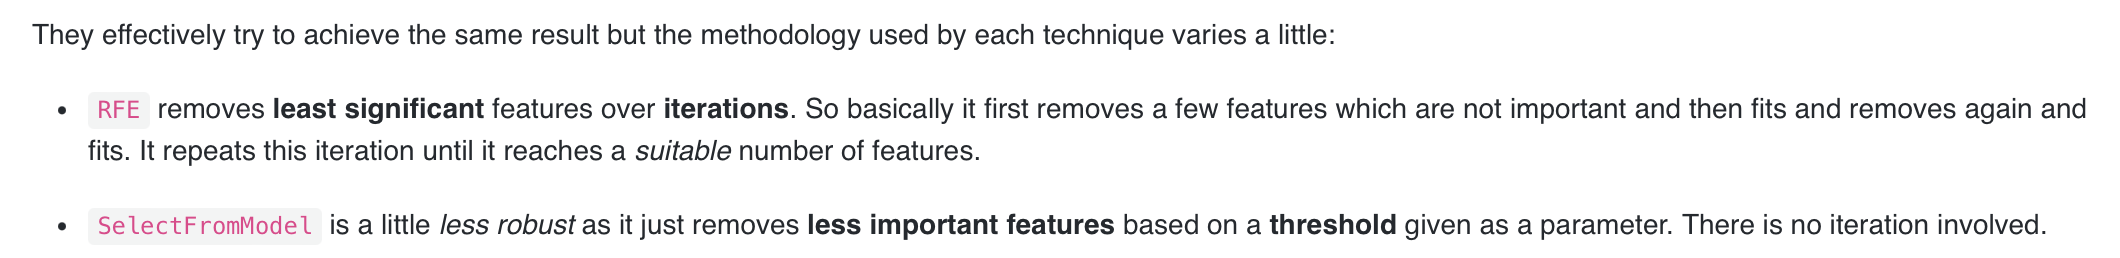 They effectively try to achieve the same result but the methodology used by each technique varies a little:
• RFE removes least significant features over iterations. So basically it first removes a few features which are not important and then fits and removes again and
fits. It repeats this iteration until it reaches a suitable number of features.
• SelectFromModel is a little less robust as it just removes less important features based on a threshold given as a parameter. There is no iteration involved.